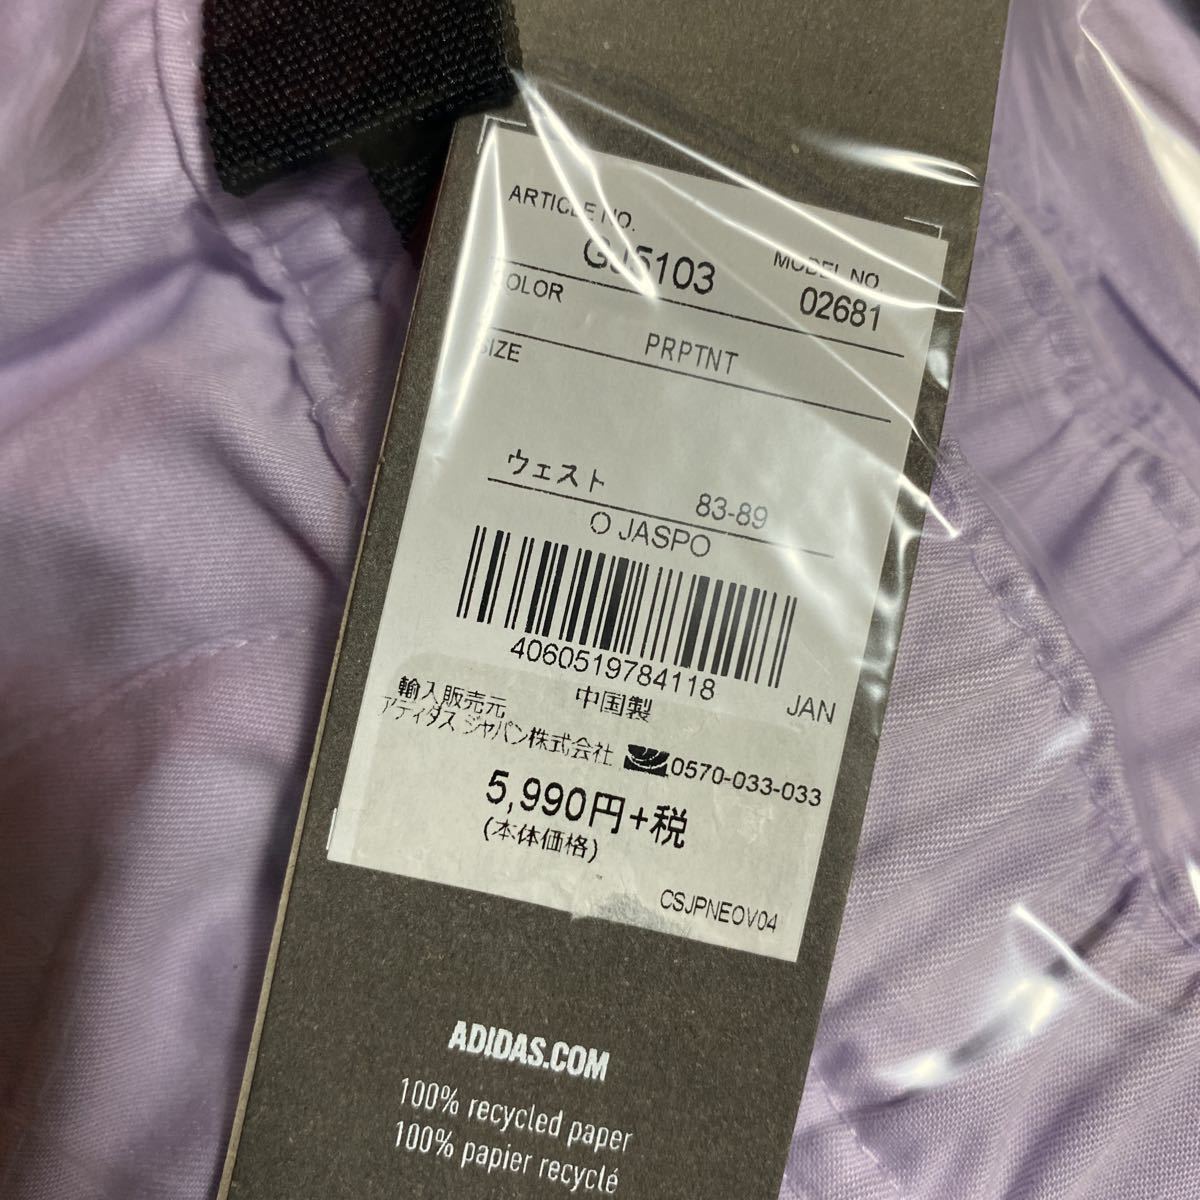 ARTICLE NO.
GJ5103
MODEL NO.
02681
COLOR
PRPTNT
SIZE
ウェスト 83-89
O JASPO
4060519784118
JAN
中国製
輸入販売元
アディダス ジャパン株式会社 0570-033-033
5,990円+税
(本体価格)
CSJPNEOV04
ADIDAS.COM
100% recycled paper
100% papier recyclé